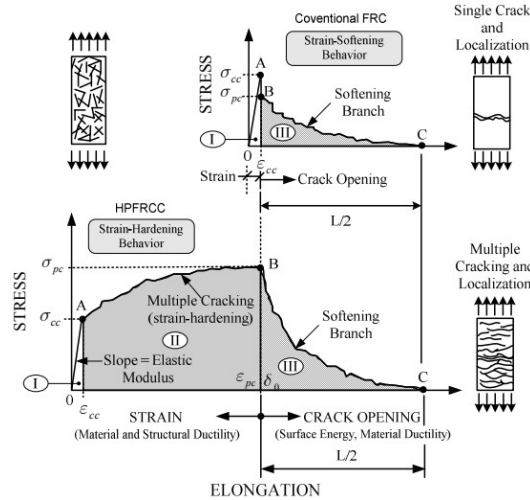 Coventional FRC
Strain-Softening
Behavior
Single Crack
and
Localization
STRESS
σcc
σpc
A
B
Softening
Branch
I
III
C
0
εcc
Strain
Crack Opening
L/2
HPFRCC
Strain-Hardening
Behavior
STRESS
σpc
σcc
A
B
Multiple Cracking
(strain-hardening)
II
Softening
Branch
III
Slope = Elastic
Modulus
I
εpc
δ0
C
0
εcc
Multiple
Cracking and
Localization
STRAIN
(Material and Structural Ductility)
CRACK OPENING
(Surface Energy, Material Ductility)
L/2
ELONGATION